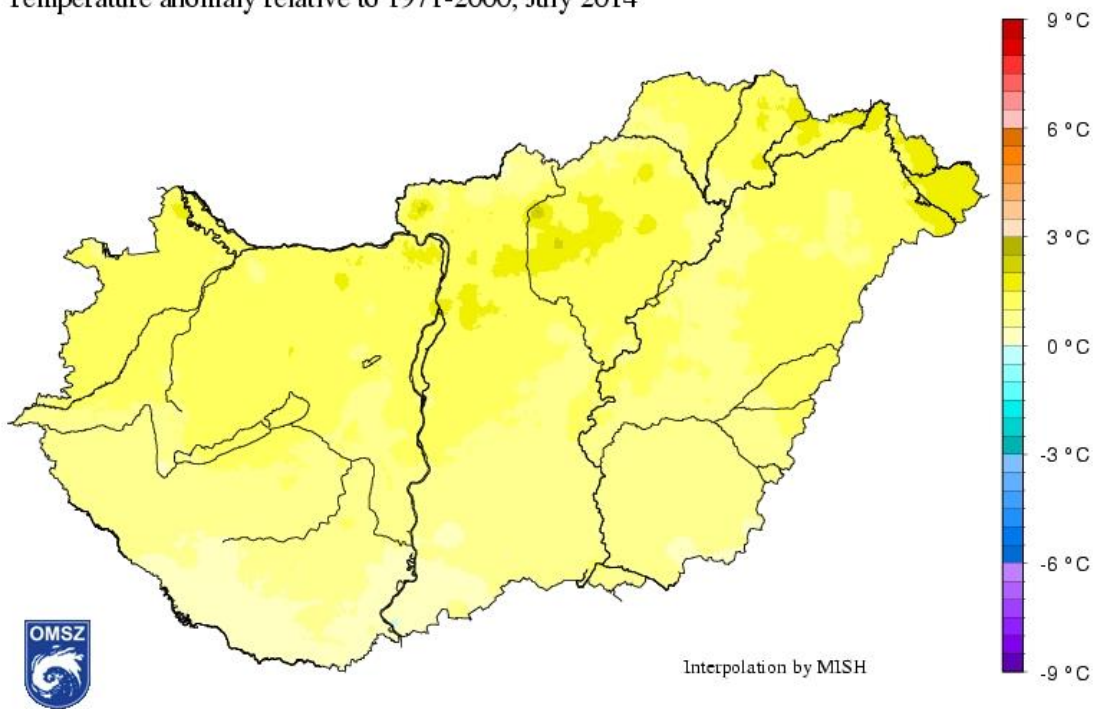 Temperature anomaly relative to 1971-2000, July 2014
9 °C
6 °C
3 °C
0 °C
-3 °C
-6 °C
-9 °C
OMSZ
Interpolation by MISH